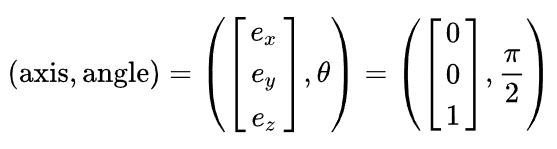 (axis, angle) = ([e_x e_y e_z], θ) = ([0 0 1], π/2)